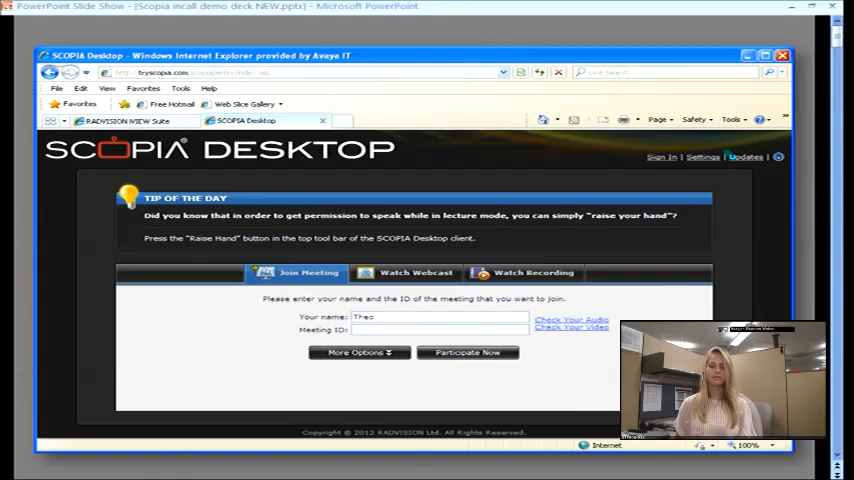 PowerPoint Slide Show - [Scopia incall demo deck NEW.pptx] - Microsoft PowerPoint
SCOPIA Desktop - Windows Internet Explorer provided by Avaya IT
Live Search
File Edit View Favorites Tools Help
Favorites Free Hotmail Web Slice Gallery
RADVISION iVIEW Suite SCOPIA Desktop Page Safety Tools
SCOPIA DESKTOP
Sign In | Settings | Updates |
TIP OF THE DAY
Did you know that in order to get permission to speak while in lecture mode, you can simply "raise your hand"?
Press the "Raise Hand" button in the top tool bar of the SCOPIA Desktop client.
Join Meeting Watch Webcast Watch Recording
Please enter your name and the ID of the meeting that you want to join.
Your name: Theo Check Your Audio
Meeting ID: Check Your Video
More Options Participate Now
Copyright © 2012 RADVISION Ltd. All Rights Reserved.
Internet 100%